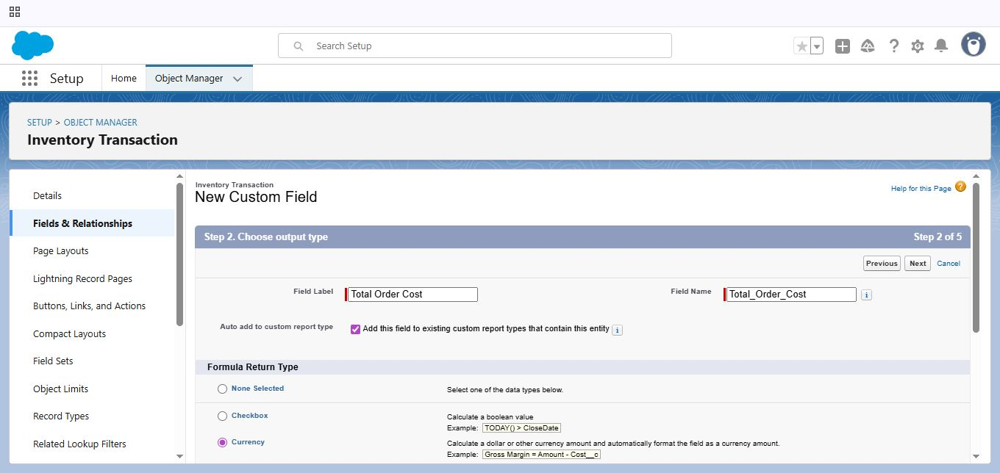 Search Setup
Setup
Home
Object Manager
SETUP > OBJECT MANAGER
Inventory Transaction
Details
Fields & Relationships
Page Layouts
Lightning Record Pages
Buttons, Links, and Actions
Compact Layouts
Field Sets
Object Limits
Record Types
Related Lookup Filters
Inventory Transaction
New Custom Field
Help for this Page ?
Step 2. Choose output type Step 2 of 5
Previous Next Cancel
Field Label Total Order Cost Field Name Total_Order_Cost i
Auto add to custom report type Add this field to existing custom report types that contain this entity i
Formula Return Type
None Selected Select one of the data types below.
Checkbox Calculate a boolean value
Example: TODAY() > CloseDate
Currency Calculate a dollar or other currency amount and automatically format the field as a currency amount.
Example: Gross Margin = Amount - Cost__c